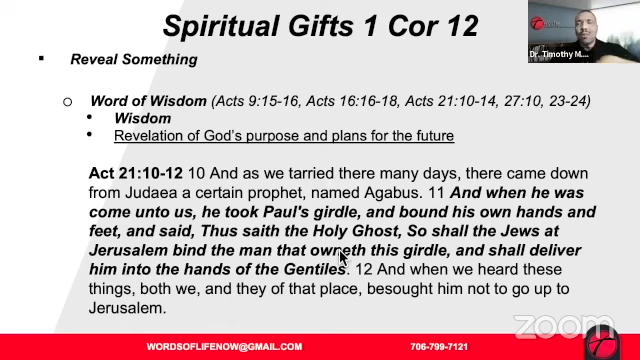 Spiritual Gifts 1 Cor 12
Dr. Timothy M....
Reveal Something
Word of Wisdom (Acts 9:15-16, Acts 16:16-18, Acts 21:10-14, 27:10, 23-24)
Wisdom
Revelation of God's purpose and plans for the future
Act 21:10-12 10 And as we tarried there many days, there came down
from Judaea a certain prophet, named Agabus. 11 And when he was
come unto us, he took Paul's girdle, and bound his own hands and
feet, and said, Thus saith the Holy Ghost, So shall the Jews at
Jerusalem bind the man that owneth this girdle, and shall deliver
him into the hands of the Gentiles. 12 And when we heard these
things, both we, and they of that place, besought him not to go up to
Jerusalem.
zoom
WORDSOFLIFENOW@GMAIL.COM 706-799-7121